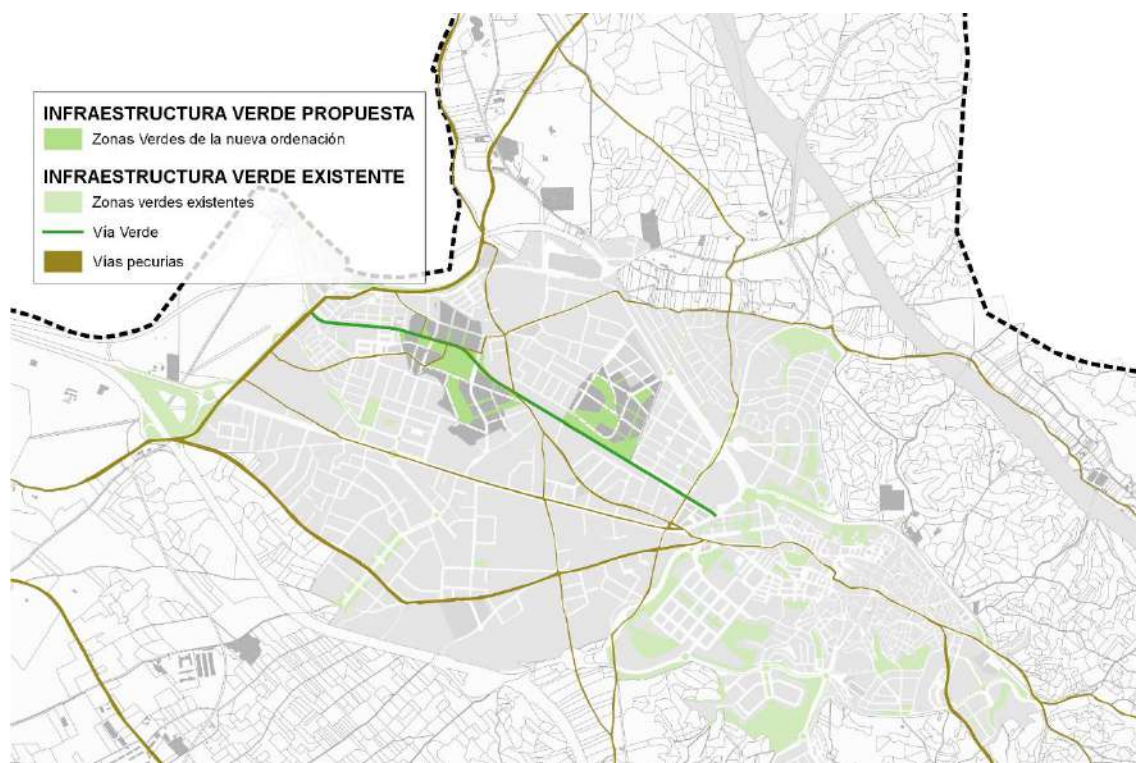 INFRAESTRUCTURA VERDE PROPUESTA
Zonas Verdes de la nueva ordenación
INFRAESTRUCTURA VERDE EXISTENTE
Zonas verdes existentes
Vía Verde
Vías pecurias